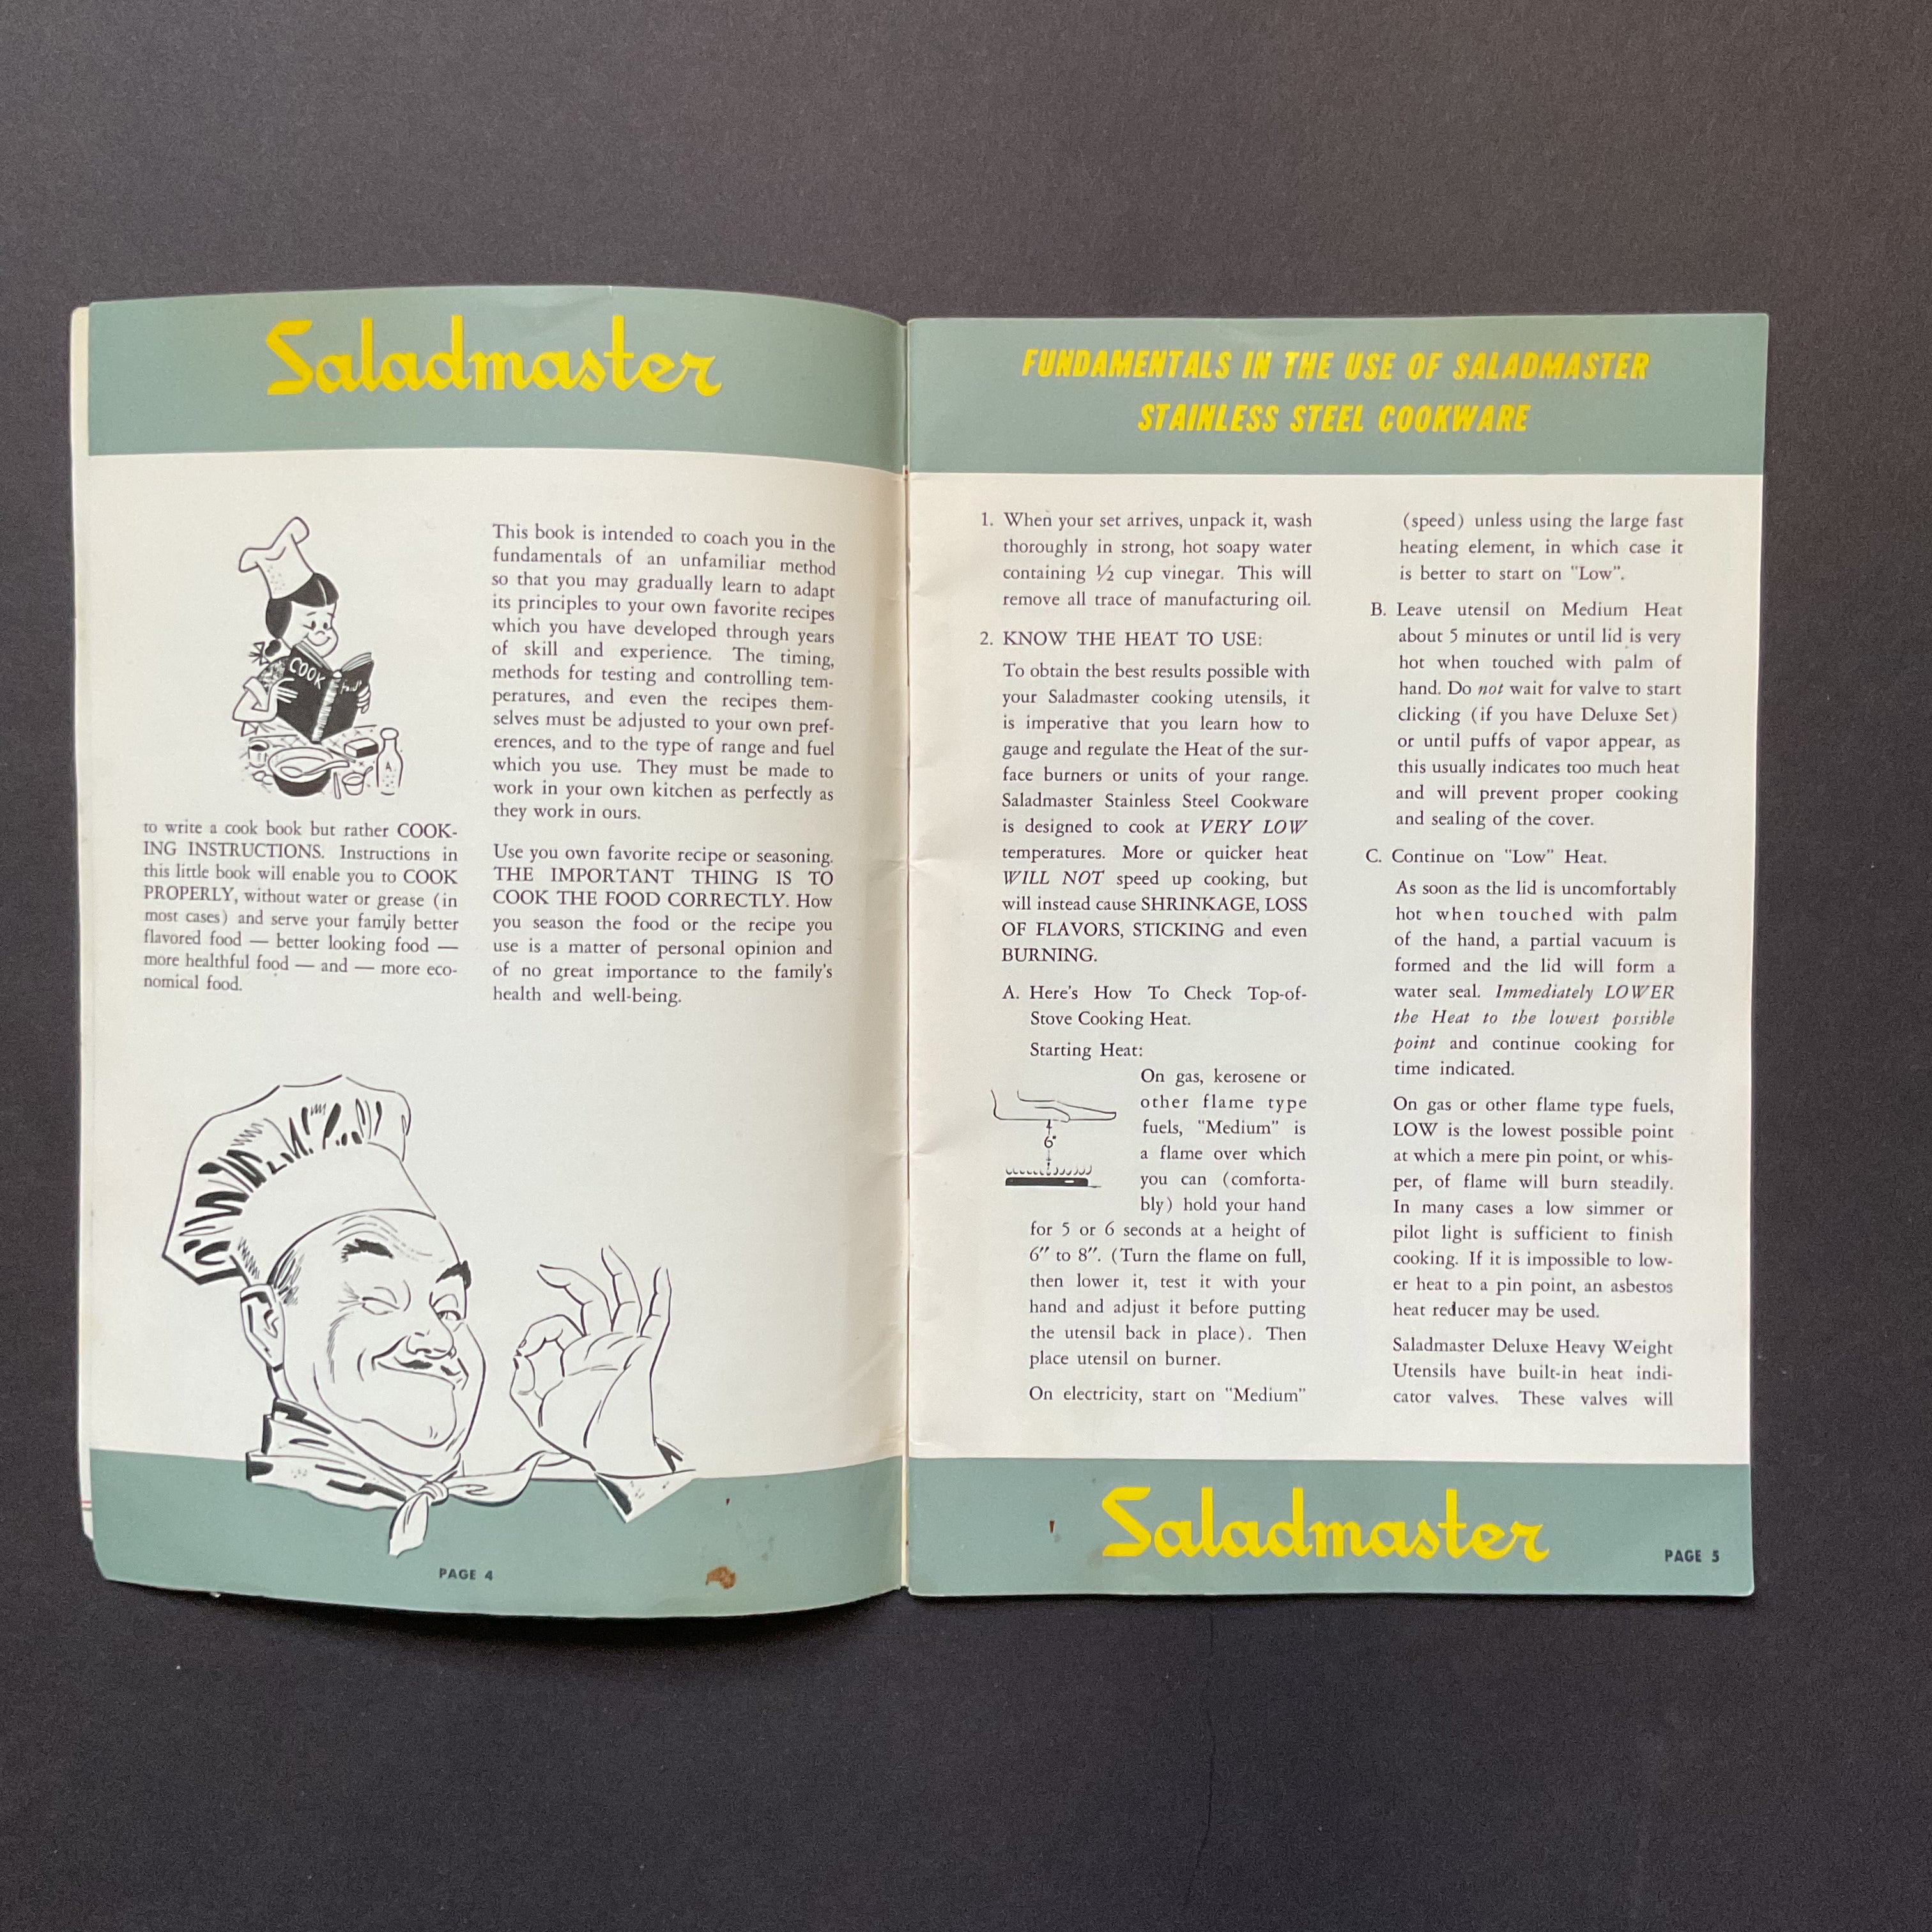 Saladmaster
COOK
to write a cook book but rather COOK-
ING INSTRUCTIONS. Instructions in
this little book will enable you to COOK
PROPERLY, without water or grease (in
most cases) and serve your family better
flavored food — better looking food —
more healthful food — and — more eco-
nomical food.
This book is intended to coach you in the
fundamentals of an unfamiliar method
so that you may gradually learn to adapt
its principles to your own favorite recipes
which you have developed through years
of skill and experience. The timing,
methods for testing and controlling tem-
peratures, and even the recipes them-
selves must be adjusted to your own pref-
erences, and to the type of range and fuel
which you use. They must be made to
work in your own kitchen as perfectly as
they work in ours.
Use you own favorite recipe or seasoning.
THE IMPORTANT THING IS TO
COOK THE FOOD CORRECTLY. How
you season the food or the recipe you
use is a matter of personal opinion and
of no great importance to the family's
health and well-being.
PAGE 4
FUNDAMENTALS IN THE USE OF SALADMASTER
STAINLESS STEEL COOKWARE
1. When your set arrives, unpack it, wash
thoroughly in strong, hot soapy water
containing ½ cup vinegar. This will
remove all trace of manufacturing oil.
2. KNOW THE HEAT TO USE:
To obtain the best results possible with
your Saladmaster cooking utensils, it
is imperative that you learn how to
gauge and regulate the Heat of the sur-
face burners or units of your range.
Saladmaster Stainless Steel Cookware
is designed to cook at VERY LOW
temperatures. More or quicker heat
WILL NOT speed up cooking, but
will instead cause SHRINKAGE, LOSS
OF FLAVORS, STICKING and even
BURNING.
A. Here's How To Check Top-of-
Stove Cooking Heat.
Starting Heat:
6"
On gas, kerosene or
other flame type
fuels, "Medium" is
a flame over which
you can (comforta-
bly) hold your hand
for 5 or 6 seconds at a height of
6" to 8". (Turn the flame on full,
then lower it, test it with your
hand and adjust it before putting
the utensil back in place). Then
place utensil on burner.
On electricity, start on "Medium"
(speed) unless using the large fast
heating element, in which case it
is better to start on "Low".
B. Leave utensil on Medium Heat
about 5 minutes or until lid is very
hot when touched with palm of
hand. Do not wait for valve to start
clicking (if you have Deluxe Set)
or until puffs of vapor appear, as
this usually indicates too much heat
and will prevent proper cooking
and sealing of the cover.
C. Continue on "Low" Heat.
As soon as the lid is uncomfortably
hot when touched with palm
of the hand, a partial vacuum is
formed and the lid will form a
water seal. Immediately LOWER
the Heat to the lowest possible
point and continue cooking for
time indicated.
On gas or other flame type fuels,
LOW is the lowest possible point
at which a mere pin point, or whis-
per, of flame will burn steadily.
In many cases a low simmer or
pilot light is sufficient to finish
cooking. If it is impossible to low-
er heat to a pin point, an asbestos
heat reducer may be used.
Saladmaster Deluxe Heavy Weight
Utensils have built-in heat indi-
cator valves. These valves will
Saladmaster
PAGE 5